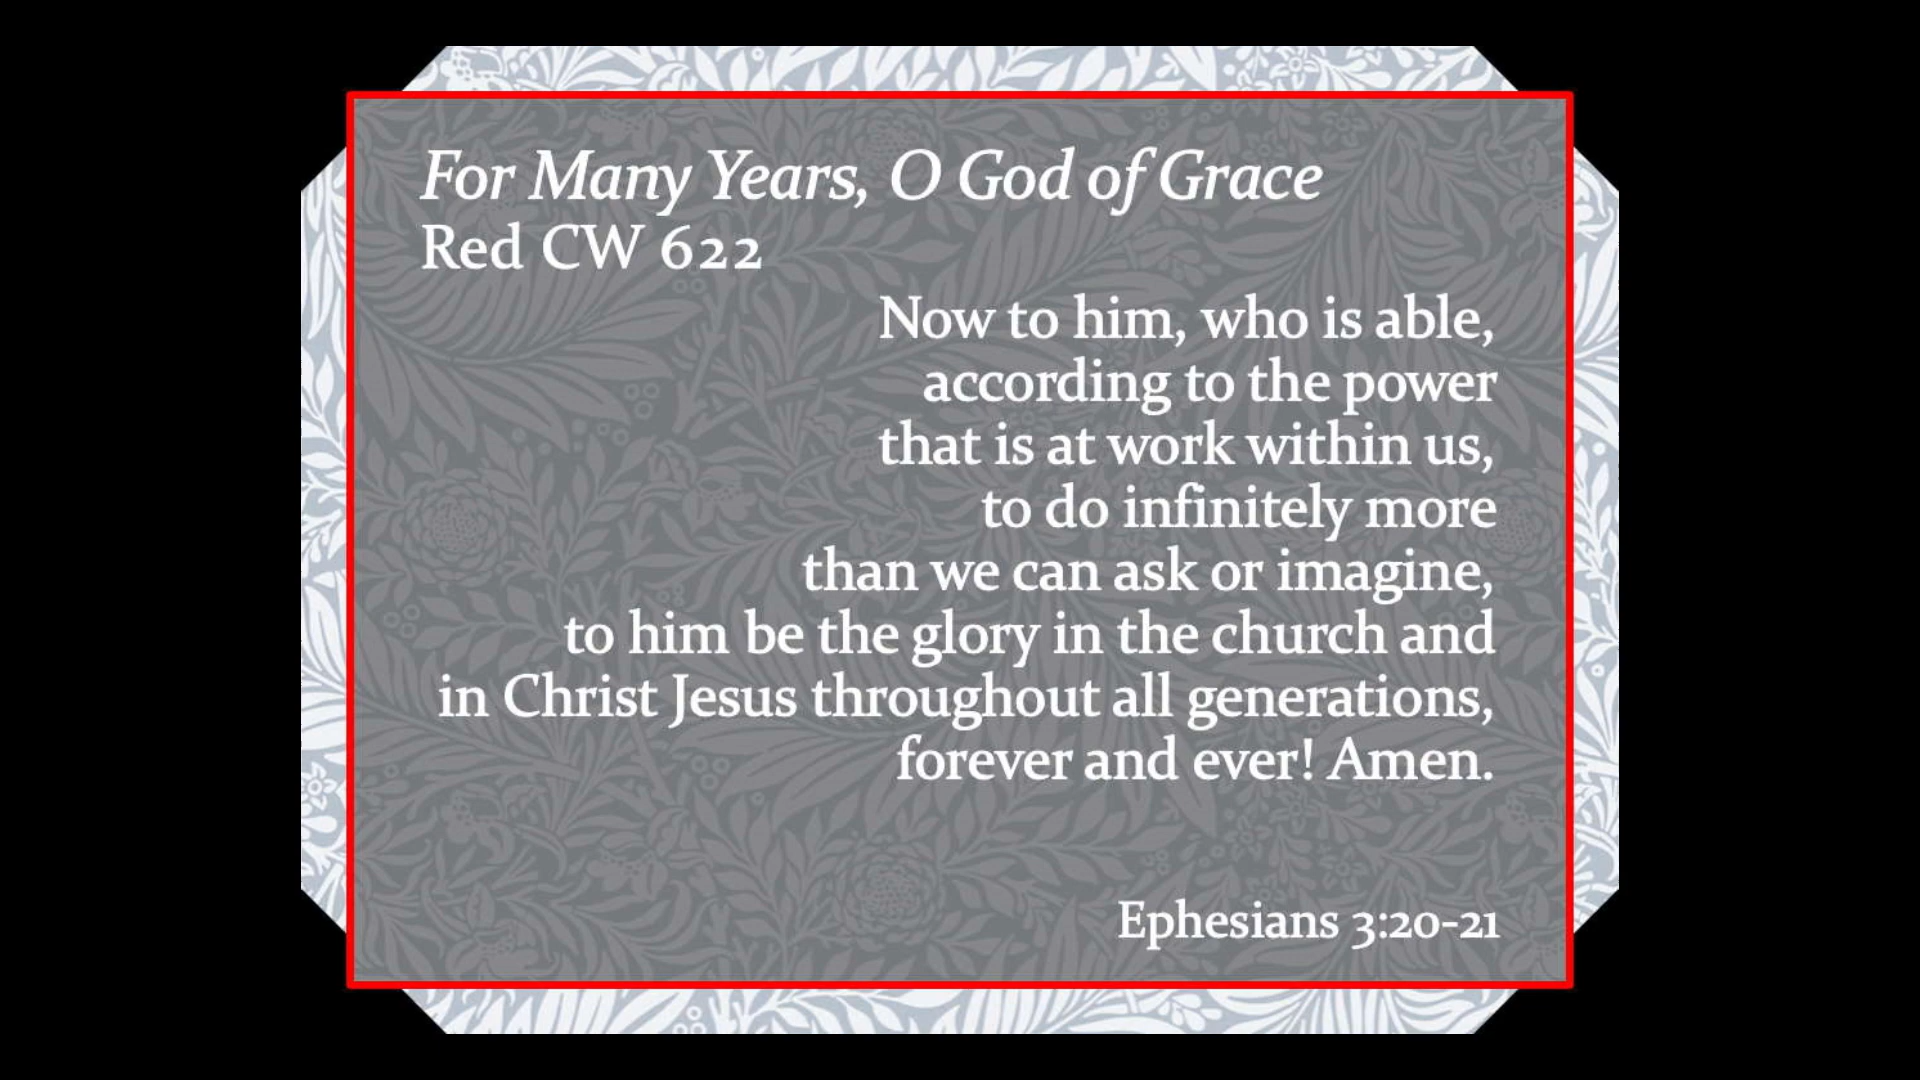 For Many Years, O God of Grace
Red CW 622
Now to him, who is able,
according to the power
that is at work within us,
to do infinitely more
than we can ask or imagine,
to him be the glory in the church and
in Christ Jesus throughout all generations,
forever and ever! Amen.
Ephesians 3:20-21